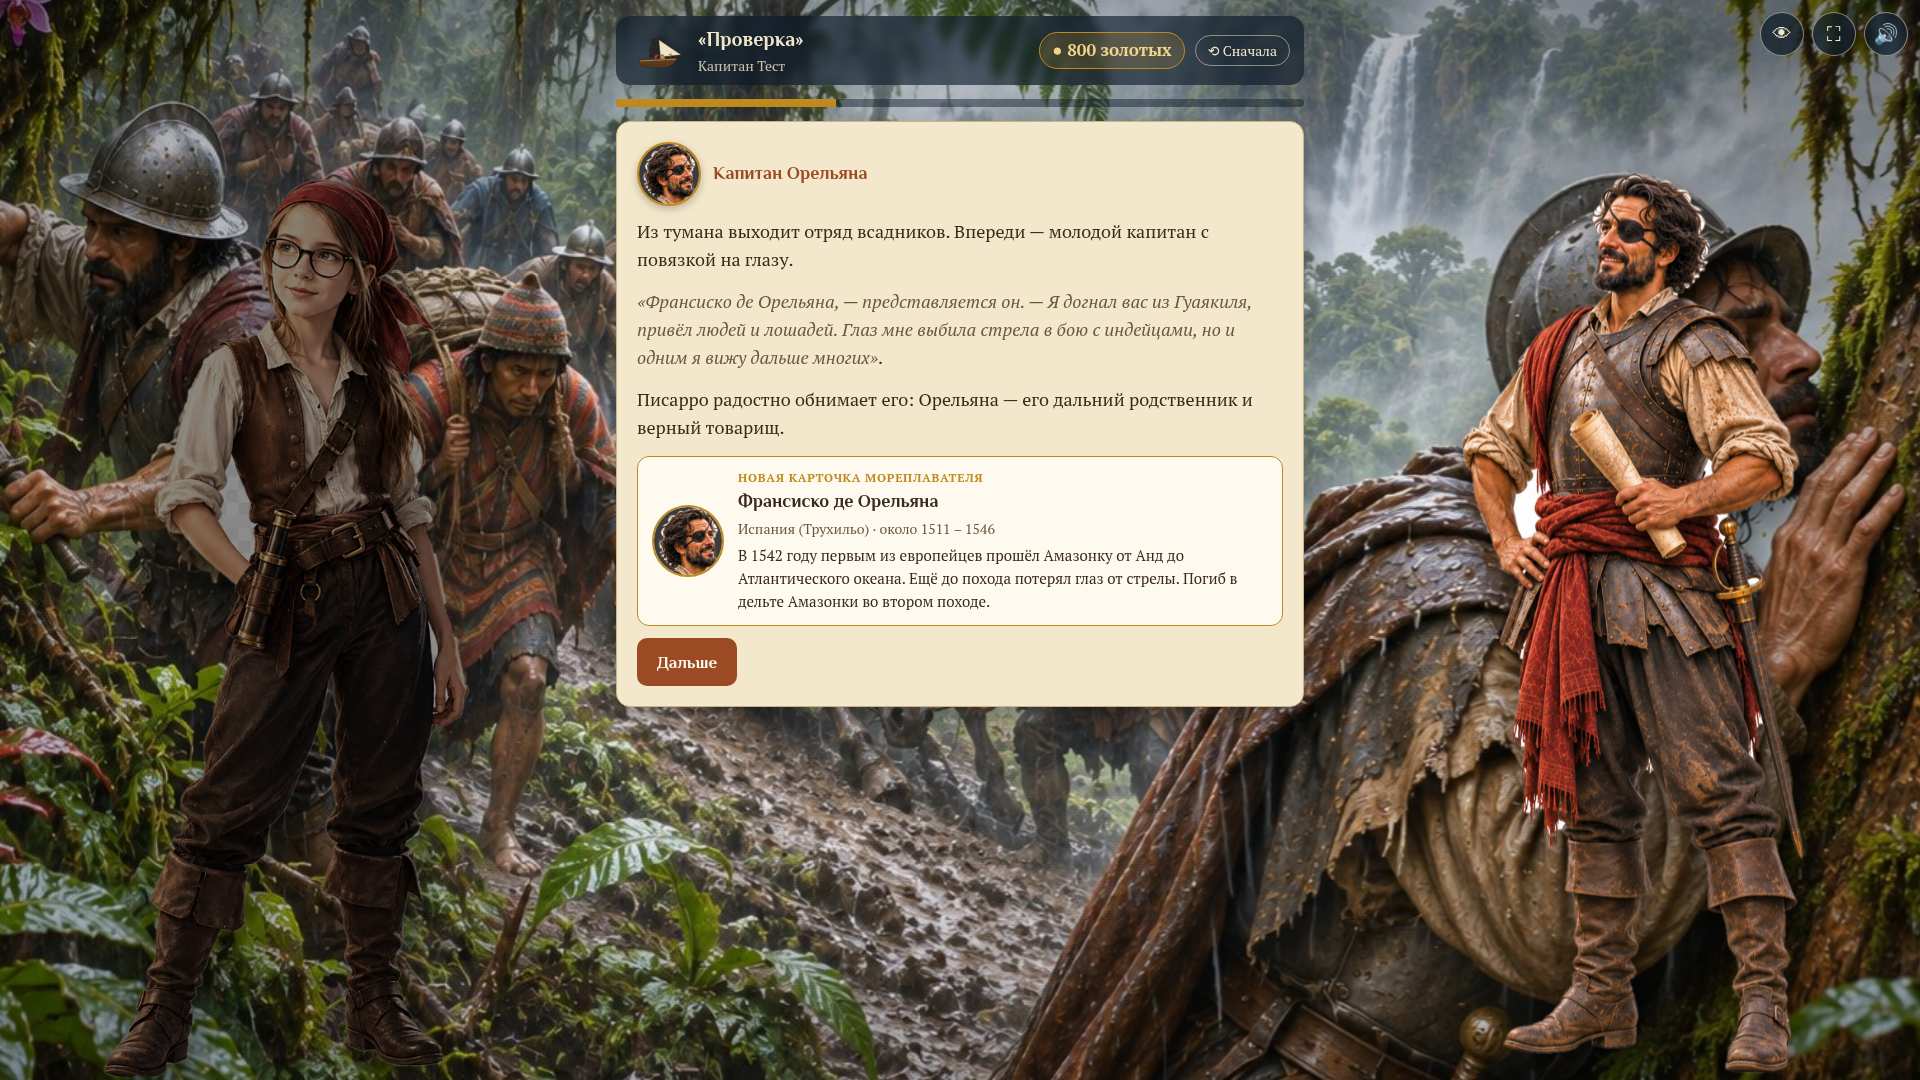 «Проверка»
Капитан Тест
● 800 золотых
⟲ Сначала
Капитан Орельяна
Из тумана выходит отряд всадников. Впереди — молодой капитан с
повязкой на глазу.
«Франсиско де Орельяна, — представляется он. — Я догнал вас из Гуаякиля,
привёл людей и лошадей. Глаз мне выбила стрела в бою с индейцами, но и
одним я вижу дальше многих».
Писарро радостно обнимает его: Орельяна — его дальний родственник и
верный товарищ.
НОВАЯ КАРТОЧКА МОРЕПЛАВАТЕЛЯ
Франсиско де Орельяна
Испания (Трухильо) · около 1511 – 1546
В 1542 году первым из европейцев прошёл Амазонку от Анд до
Атлантического океана. Ещё до похода потерял глаз от стрелы. Погиб в
дельте Амазонки во втором походе.
Дальше